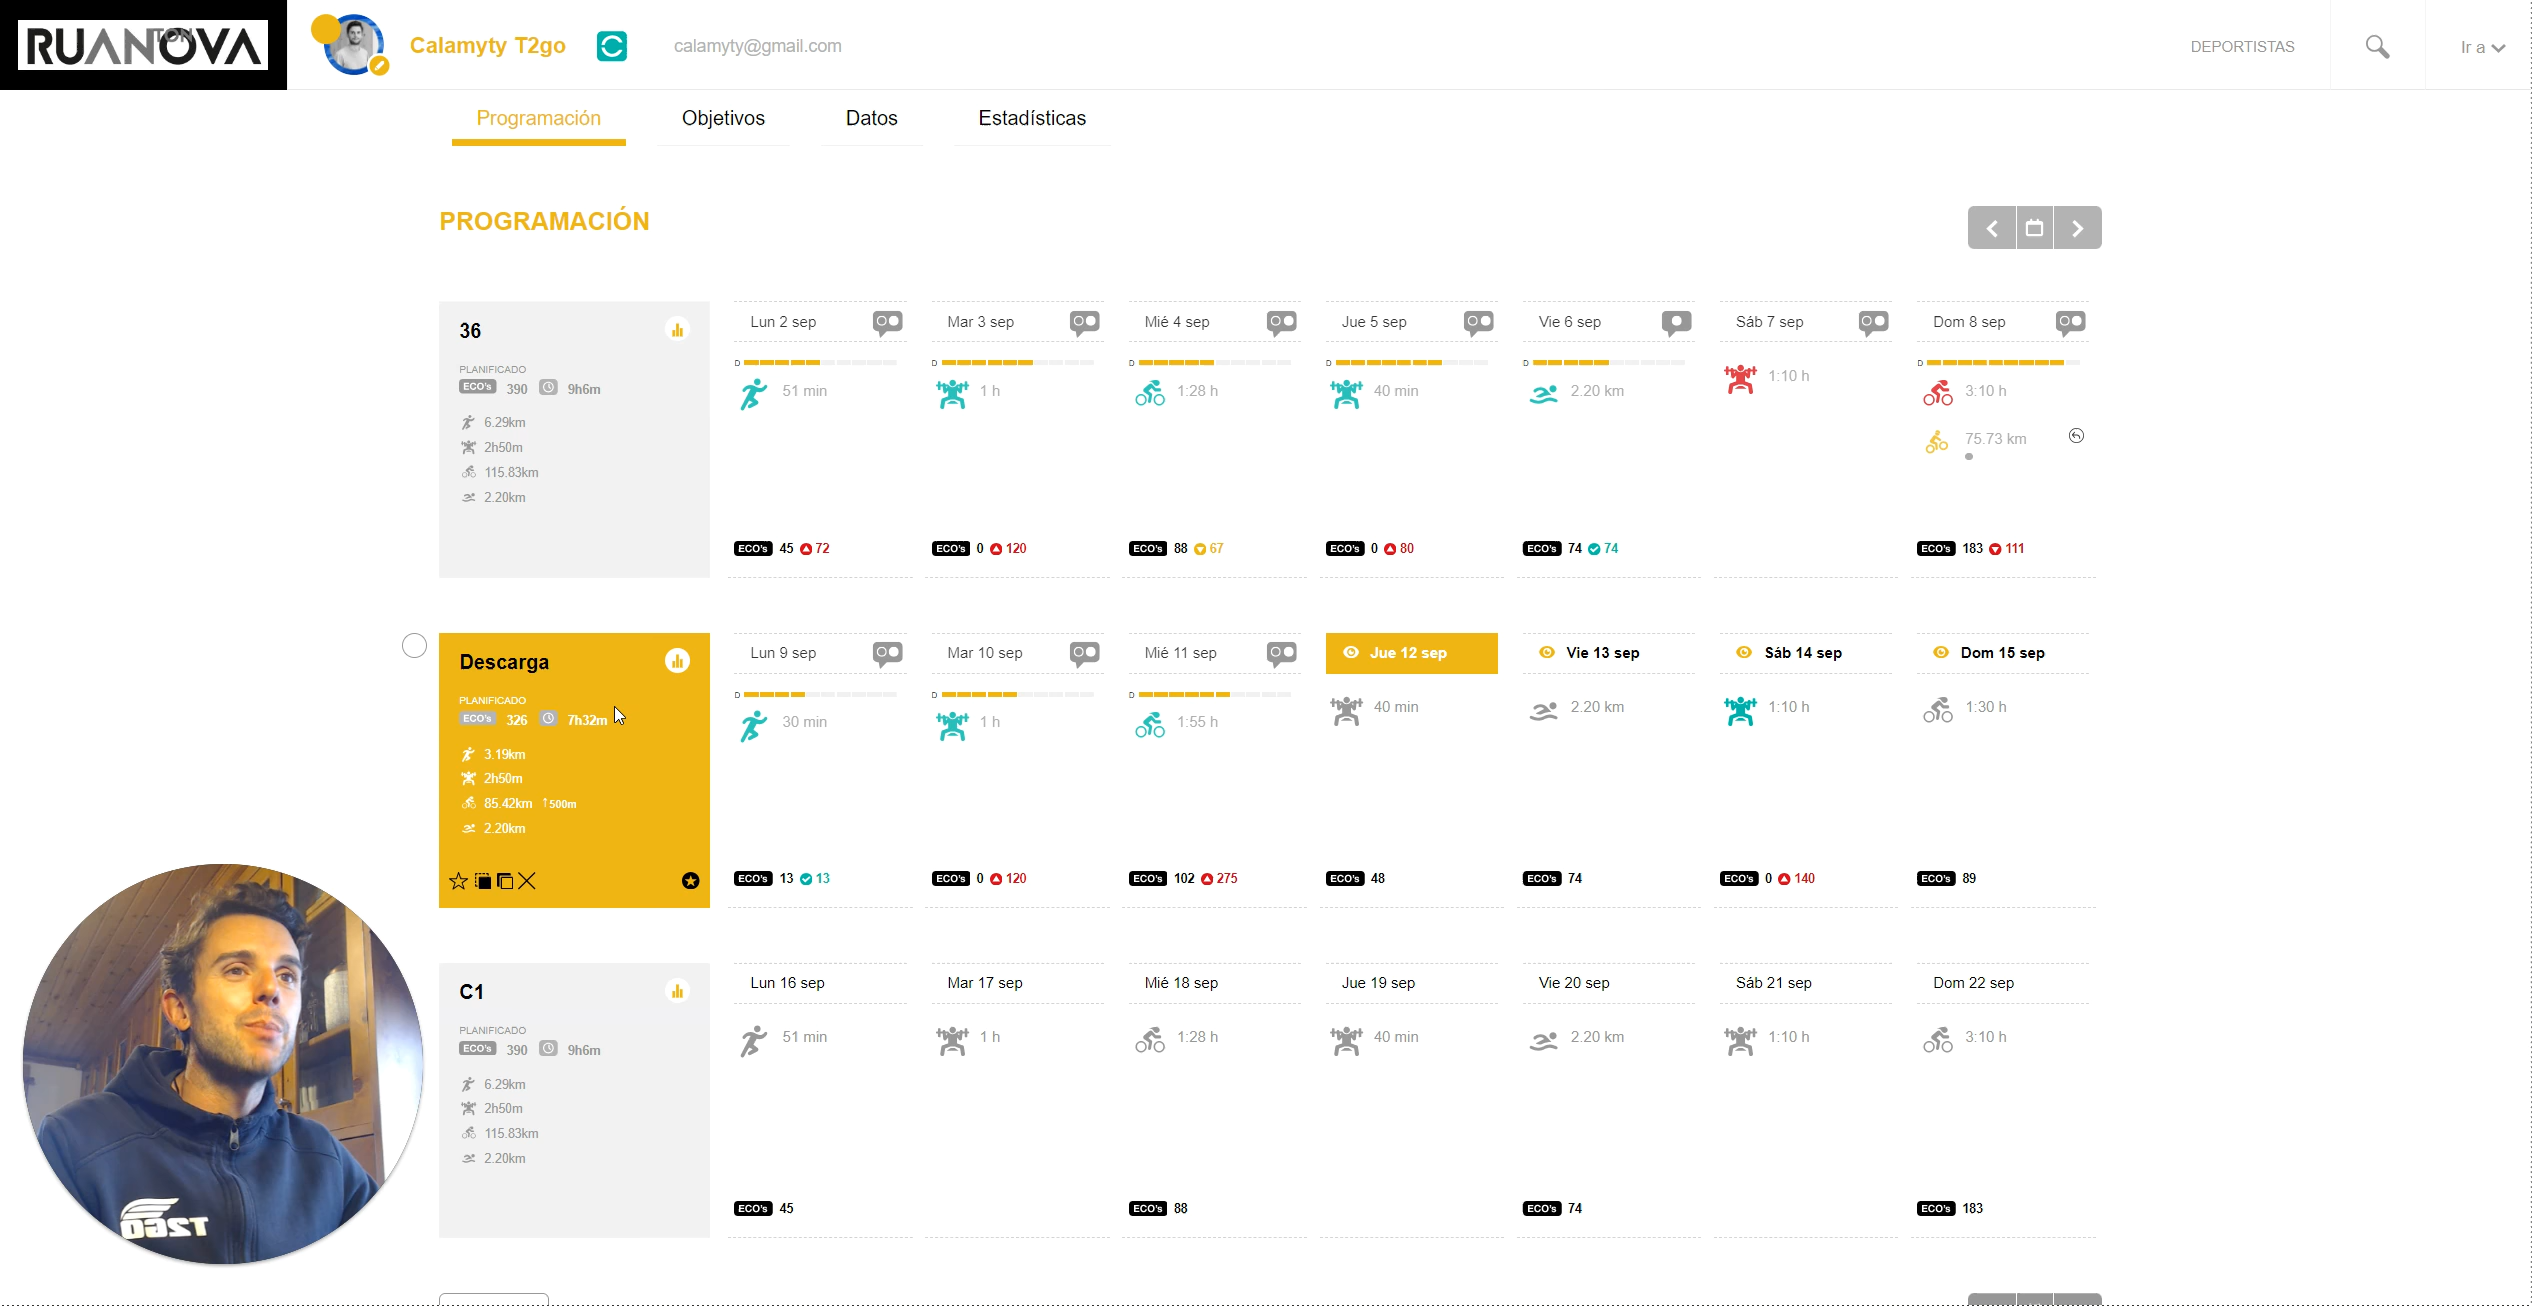 RUANOVA
TON
Calamyty T2go
calamyty@gmail.com
DEPORTISTAS
Ir a
Programación Objetivos Datos Estadísticas
PROGRAMACIÓN
36
PLANIFICADO
ECO's 390 9h6m
6.29km
2h50m
115.83km
2.20km
Lun 2 sep Mar 3 sep Mié 4 sep Jue 5 sep Vie 6 sep Sáb 7 sep Dom 8 sep
D D D D D D
51 min 1 h 1:28 h 40 min 2.20 km 1:10 h 3:10 h
75.73 km
ECO's 45 72 ECO's 0 120 ECO's 88 67 ECO's 0 80 ECO's 74 74 ECO's 183 111
Descarga
PLANIFICADO
ECO's 326 7h32m
3.19km
2h50m
85.42km ↑500m
2.20km
Lun 9 sep Mar 10 sep Mié 11 sep Jue 12 sep Vie 13 sep Sáb 14 sep Dom 15 sep
D D D
30 min 1 h 1:55 h 40 min 2.20 km 1:10 h 1:30 h
ECO's 13 13 ECO's 0 120 ECO's 102 275 ECO's 48 ECO's 74 ECO's 0 140 ECO's 89
C1
PLANIFICADO
ECO's 390 9h6m
6.29km
2h50m
115.83km
2.20km
Lun 16 sep Mar 17 sep Mié 18 sep Jue 19 sep Vie 20 sep Sáb 21 sep Dom 22 sep
51 min 1 h 1:28 h 40 min 2.20 km 1:10 h 3:10 h
ECO's 45 ECO's 88 ECO's 74 ECO's 183
T2GO